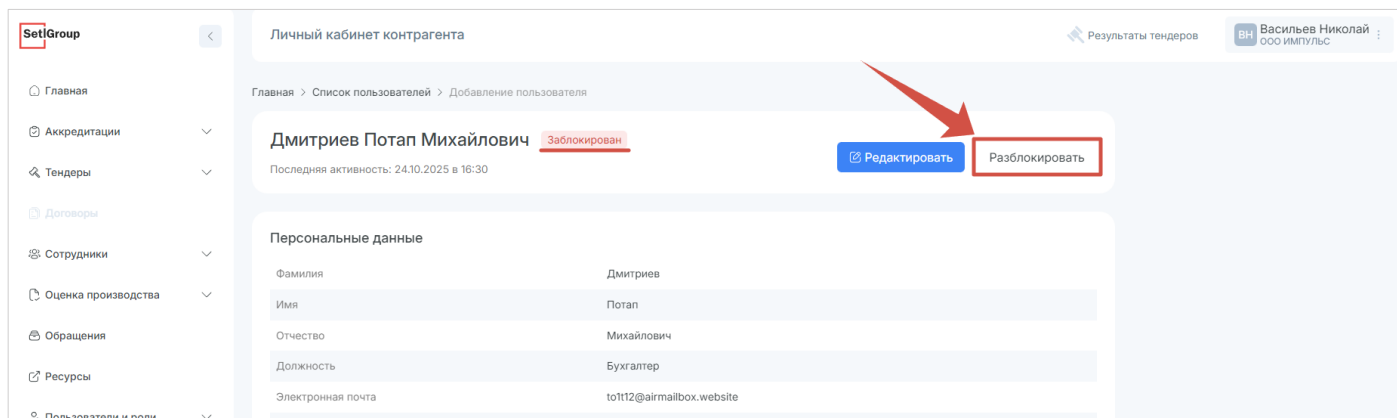 SetlGroup
Личный кабинет контрагента
Результаты тендеров
ВН
Васильев Николай
ООО ИМПУЛЬС
Главная
Аккредитации
Тендеры
Договоры
Сотрудники
Оценка производства
Обращения
Ресурсы
Пользователи и роли
Главная > Список пользователей > Добавление пользователя
Дмитриев Потап Михайлович Заблокирован
Последняя активность: 24.10.2025 в 16:30
Редактировать
Разблокировать
Персональные данные
Фамилия Дмитриев
Имя Потап
Отчество Михайлович
Должность Бухгалтер
Электронная почта to1t12@airmailbox.website